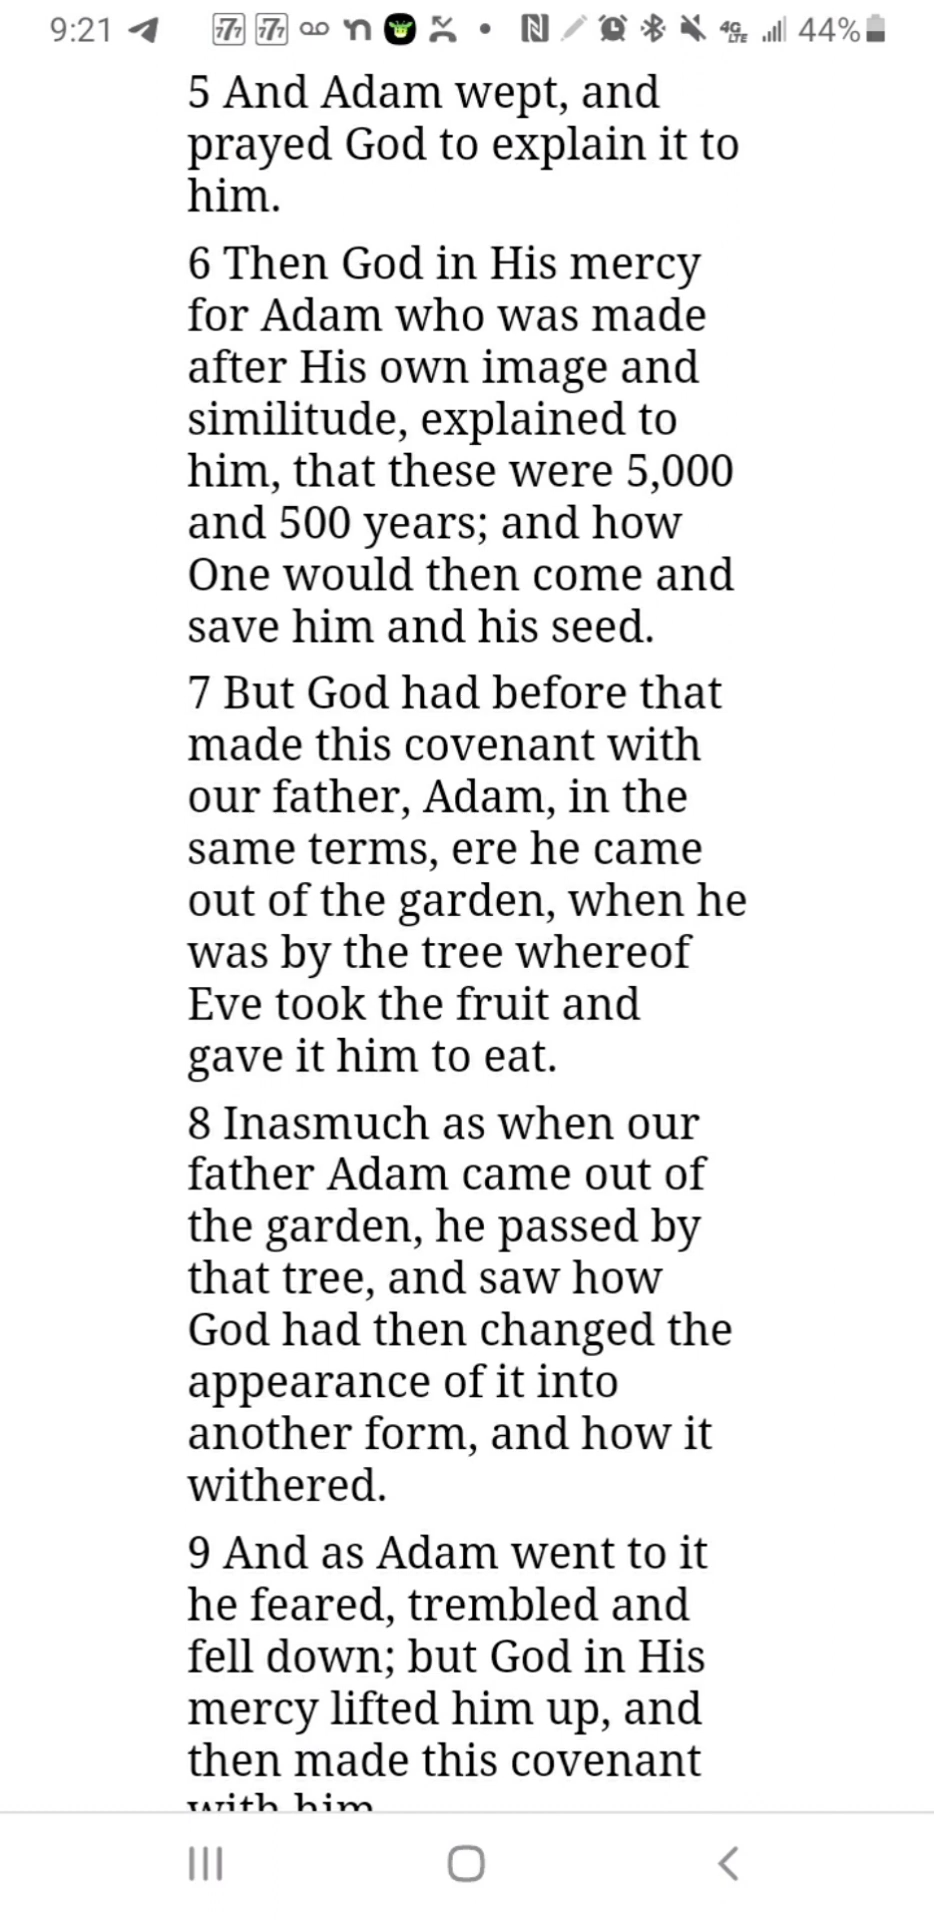 9:21 777 777 4G LTE 44%
5 And Adam wept, and
prayed God to explain it to
him.
6 Then God in His mercy
for Adam who was made
after His own image and
similitude, explained to
him, that these were 5,000
and 500 years; and how
One would then come and
save him and his seed.
7 But God had before that
made this covenant with
our father, Adam, in the
same terms, ere he came
out of the garden, when he
was by the tree whereof
Eve took the fruit and
gave it him to eat.
8 Inasmuch as when our
father Adam came out of
the garden, he passed by
that tree, and saw how
God had then changed the
appearance of it into
another form, and how it
withered.
9 And as Adam went to it
he feared, trembled and
fell down; but God in His
mercy lifted him up, and
then made this covenant
with him